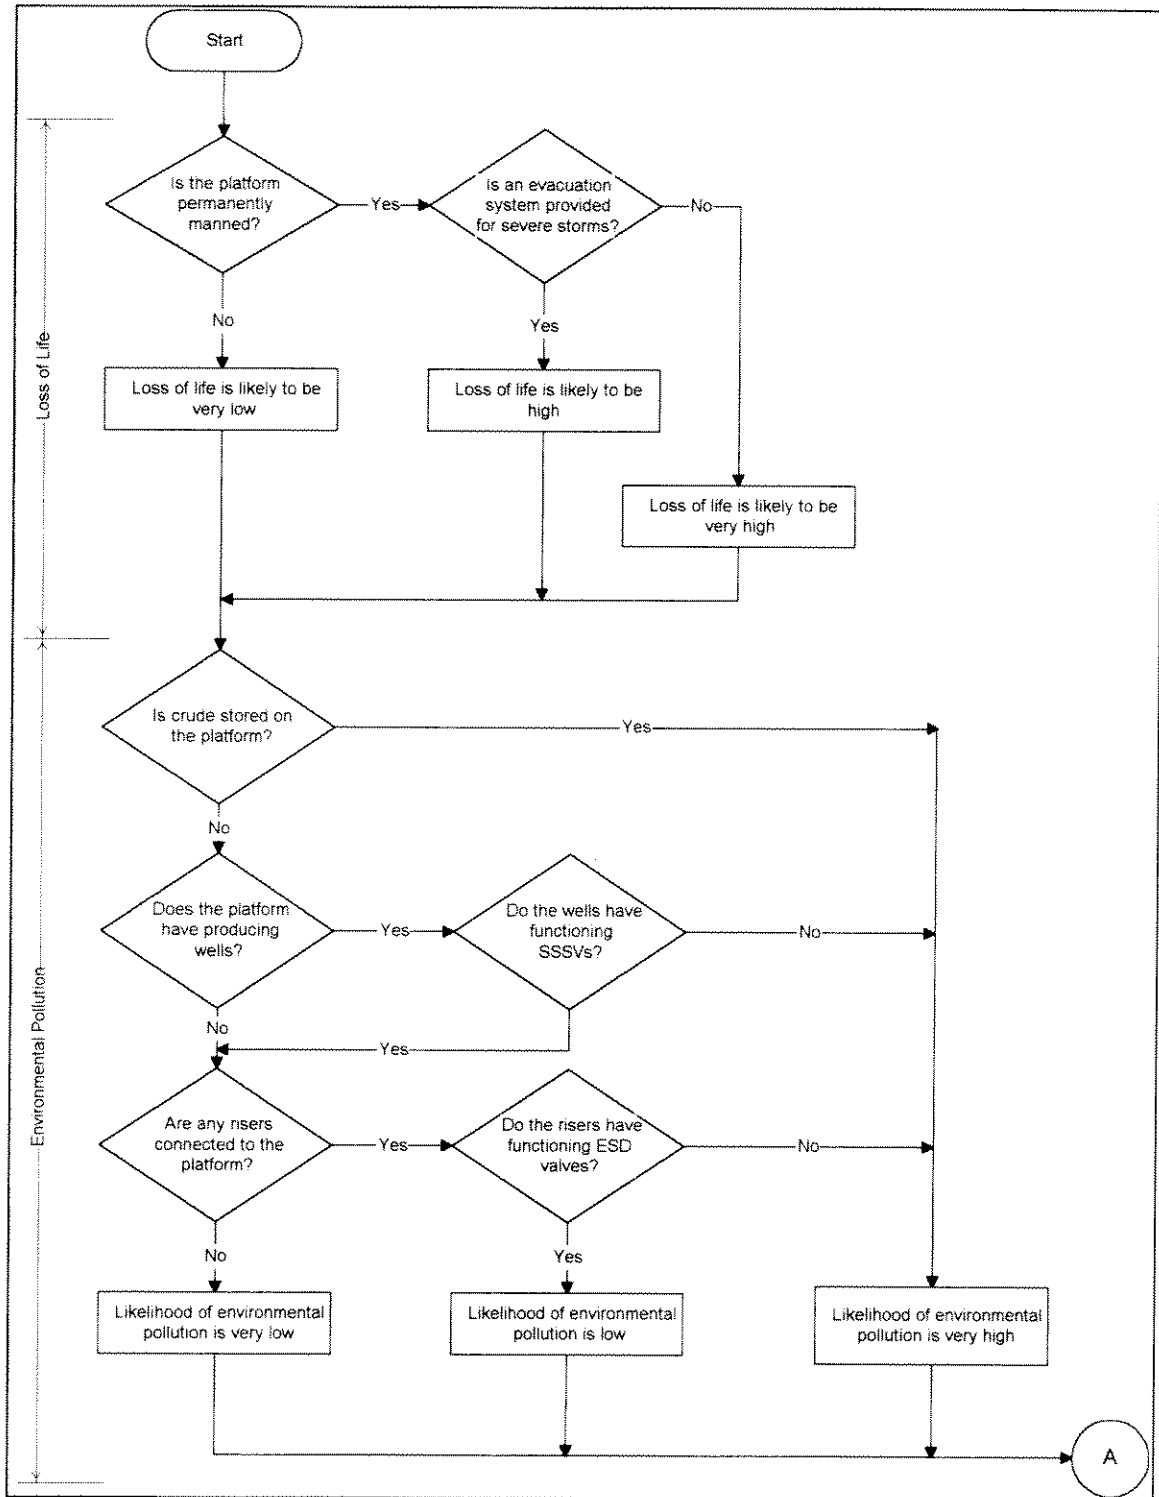 Start
Is the platform
permanently
manned?
Yes
Is an evacuation
system provided
for severe storms?
No
No
Yes
Loss of life is likely to be
very low
Loss of life is likely to be
high
Loss of life is likely to be
very high
Loss of Life
Is crude stored on
the platform?
Yes
No
Does the platform
have producing
wells?
Yes
Do the wells have
functioning
SSSVs?
No
No
Yes
Are any risers
connected to the
platform?
Yes
Do the risers have
functioning ESD
valves?
No
No
Yes
Likelihood of environmental
pollution is very low
Likelihood of environmental
pollution is low
Likelihood of environmental
pollution is very high
Environmental Pollution
A